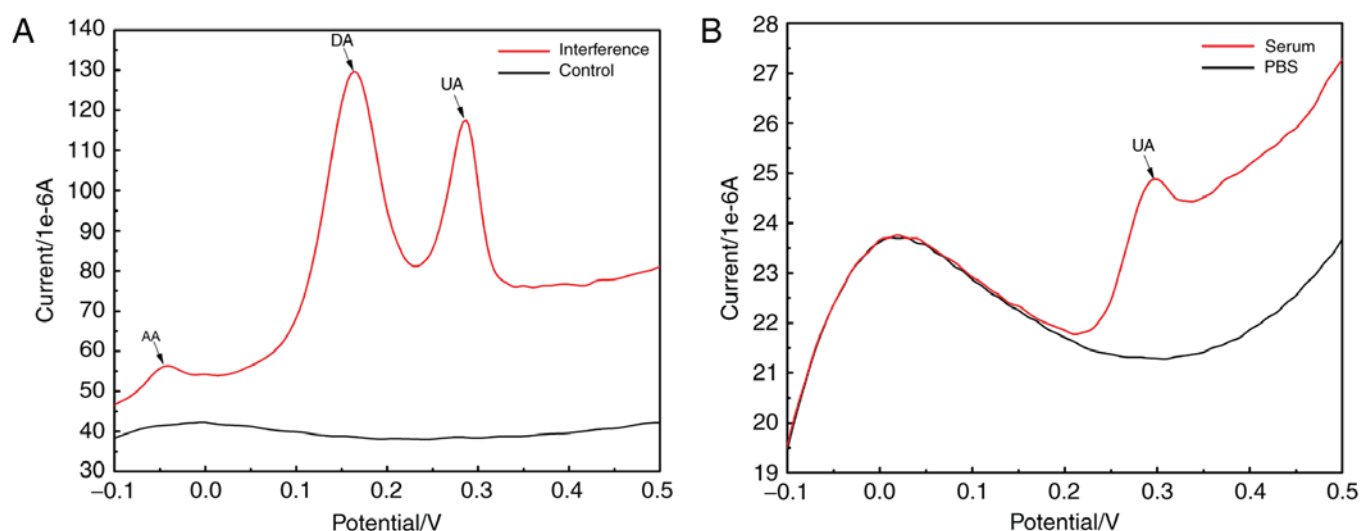 A
140
130
120
110
100
90
80
70
60
50
40
30
Current/1e-6A
DA
UA
AA
Interference
Control
−0.1
0.0
0.1
0.2
0.3
0.4
0.5
Potential/V
B
28
27
26
25
24
23
22
21
20
19
Current/1e-6A
UA
Serum
PBS
−0.1
0.0
0.1
0.2
0.3
0.4
0.5
Potential/V